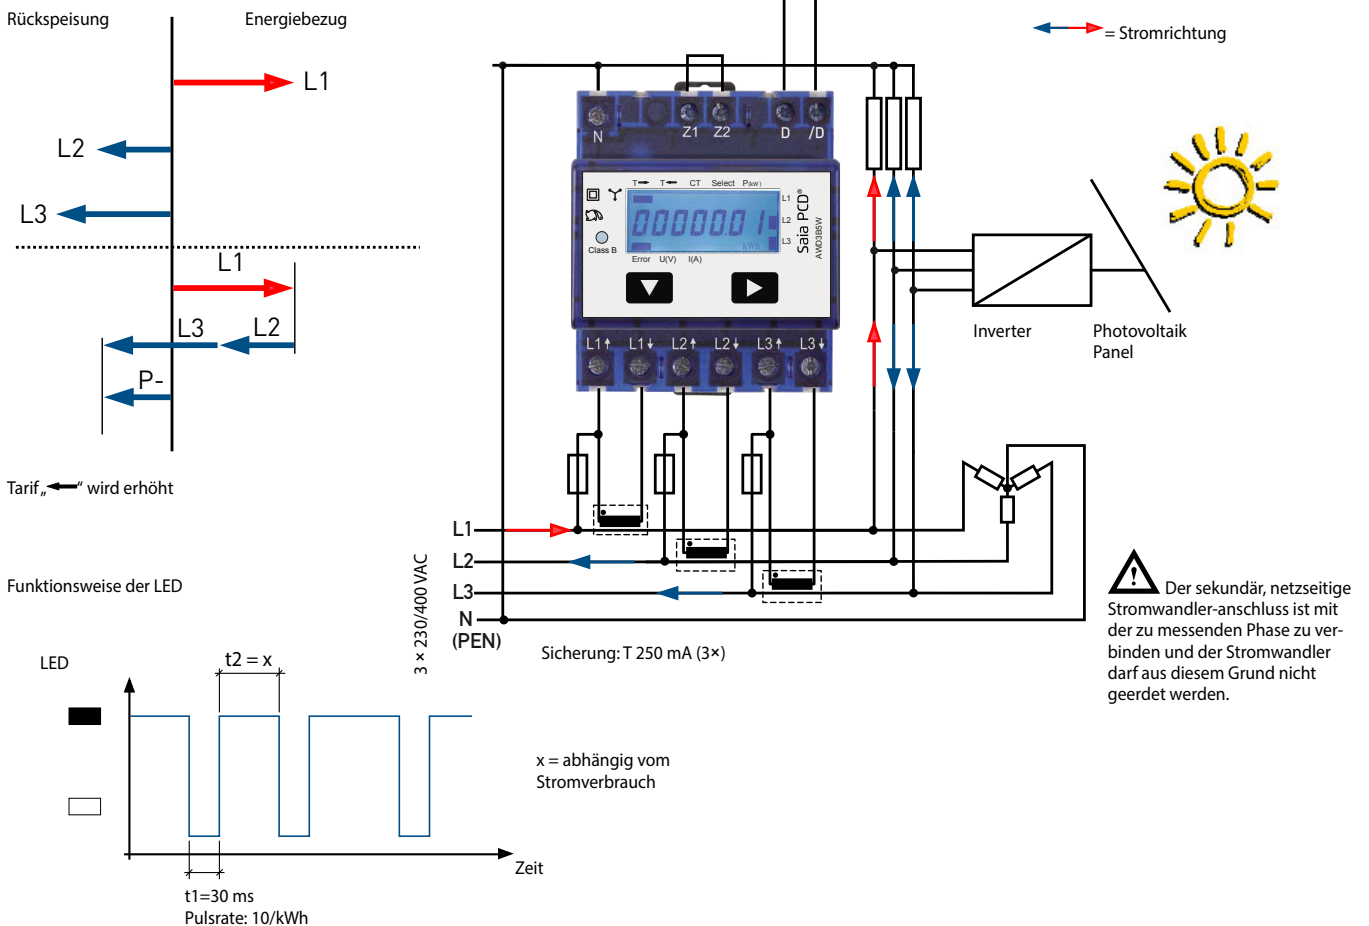 Rückspeisung
Energiebezug
L1
L2
L3
L1
L3
L2
P-
Tarif „ “ wird erhöht
Funktionsweise der LED
LED
t2 = x
Zeit
t1=30 ms
Pulsrate: 10/kWh
x = abhängig vom
Stromverbrauch
= Stromrichtung
N
Z1
Z2
D
/D
T
T
CT
Select
P(kW)
L1
L2
L3
000000.01
kWh
Class B
Error
U(V)
I(A)
Saia PCD®
AWD3B5W
L1
L1
L2
L2
L3
L3
Inverter
Photovoltaik
Panel
L1
L2
L3
N
(PEN)
3 × 230/400 VAC
Sicherung: T 250 mA (3×)
! Der sekundär, netzseitige
Stromwandler-anschluss ist mit
der zu messenden Phase zu ver-
binden und der Stromwandler
darf aus diesem Grund nicht
geerdet werden.